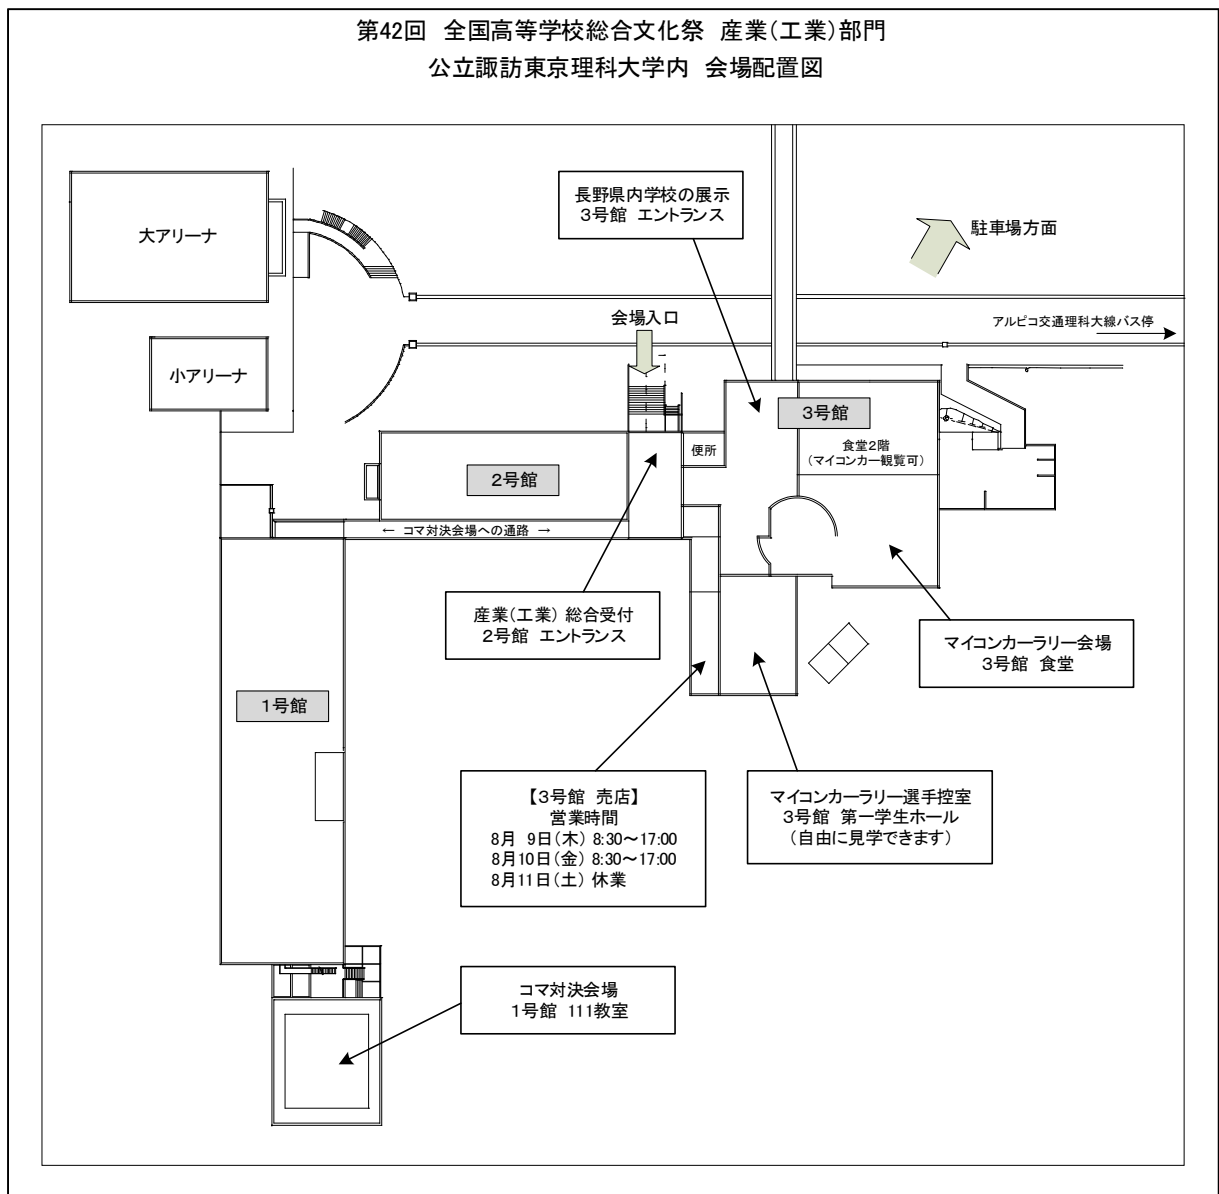 第42回 全国高等学校総合文化祭 産業(工業)部門
公立諏訪東京理科大学内 会場配置図
大アリーナ
長野県内学校の展示
3号館 エントランス
駐車場方面
会場入口
アルピコ交通理科大線バス停
小アリーナ
3号館
便所
食堂2階
(マイコンカー観覧可)
2号館
← コマ対決会場への通路 →
産業(工業) 総合受付
2号館 エントランス
マイコンカーラリー会場
3号館 食堂
1号館
【3号館 売店】
営業時間
8月 9日(木) 8:30～17:00
8月10日(金) 8:30～17:00
8月11日(土) 休業
マイコンカーラリー選手控室
3号館 第一学生ホール
(自由に見学できます)
コマ対決会場
1号館 111教室